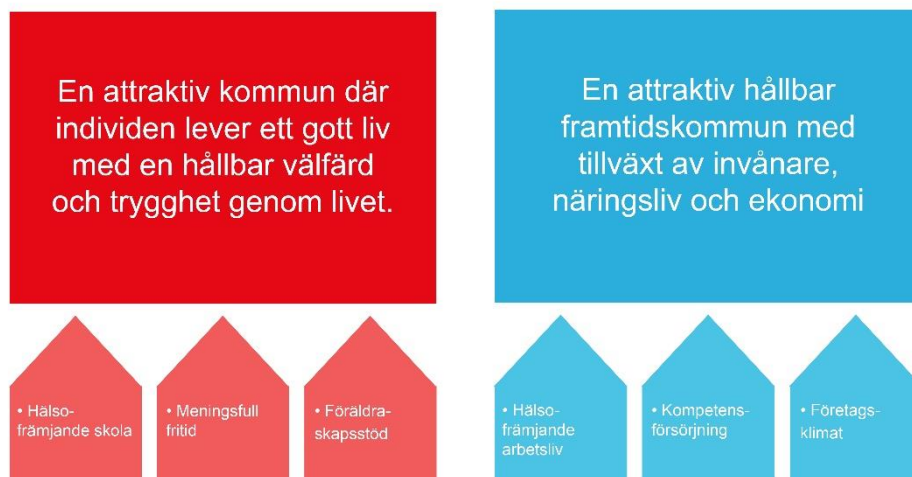 En attraktiv kommun där
individen lever ett gott liv
med en hållbar välfärd
och trygghet genom livet.
En attraktiv hållbar
framtidskommun med
tillväxt av invånare,
näringsliv och ekonomi
• Hälso-
främjande skola
• Meningsfull
fritid
• Föräldra-
skapsstöd
• Hälso-
främjande
arbetsliv
• Kompetens-
försörjning
• Företags-
klimat